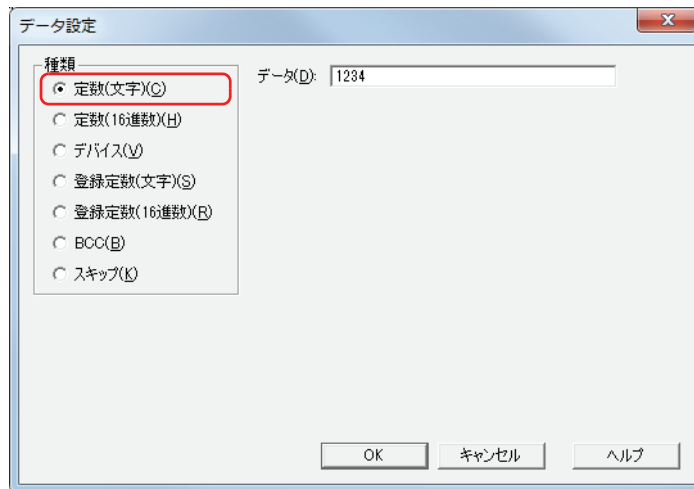 データ設定
種類
定数(文字)(C)
定数(16進数)(H)
デバイス(V)
登録定数(文字)(S)
登録定数(16進数)(R)
BCC(B)
スキップ(K)
データ(D): 1234
OK キャンセル ヘルプ